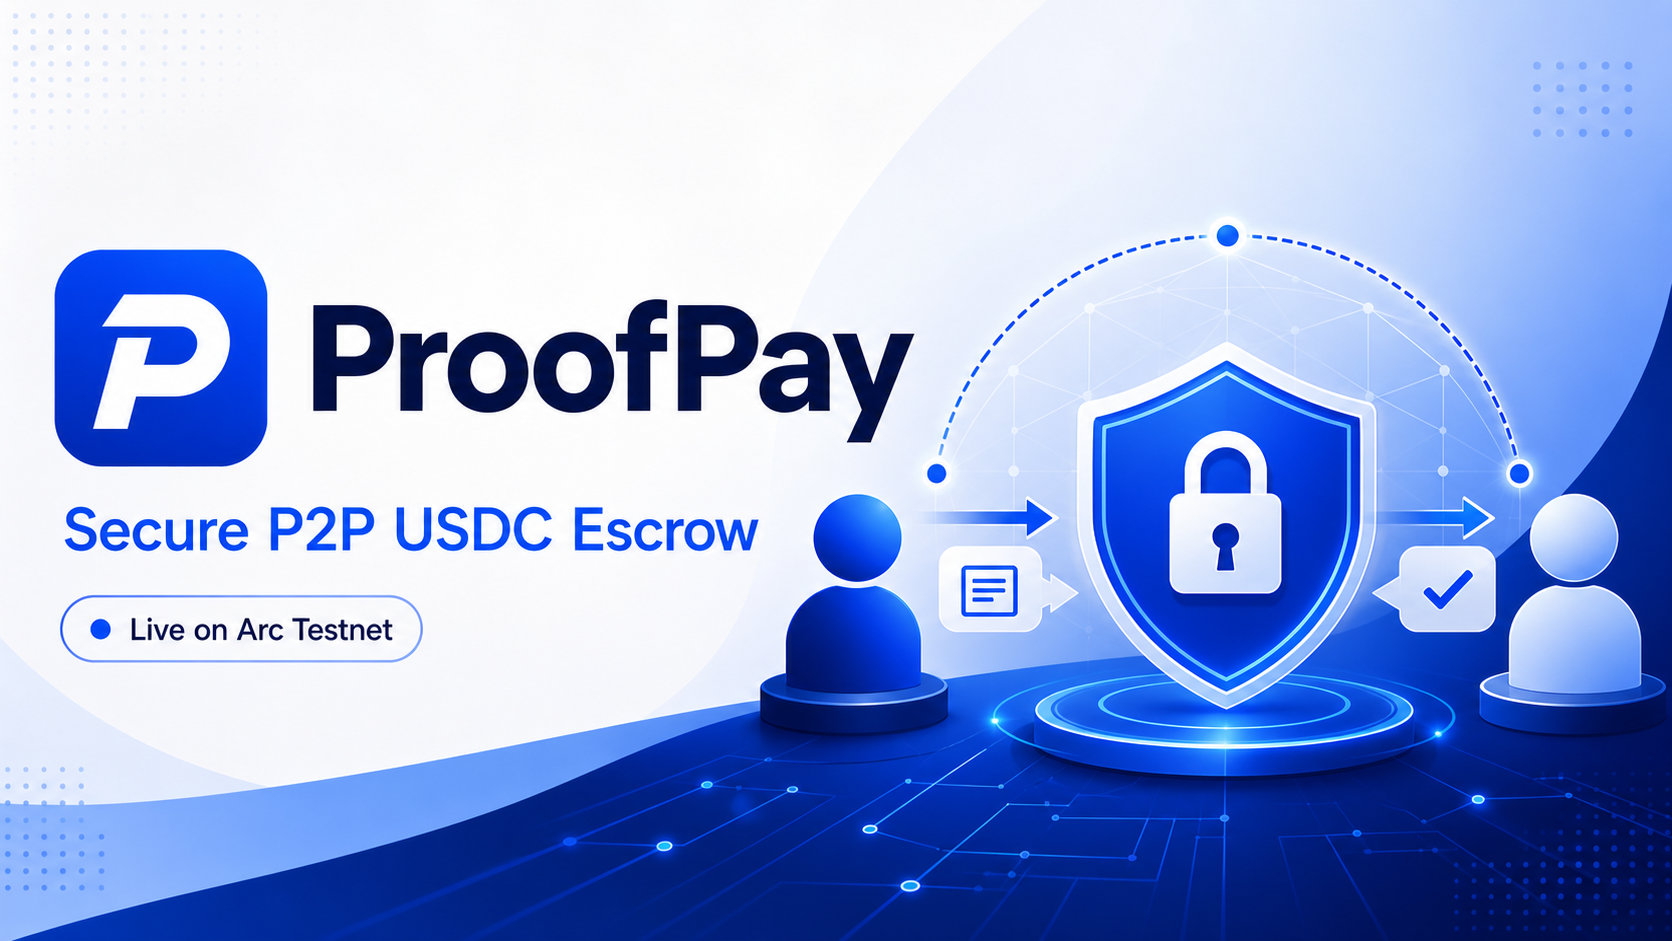 P
ProofPay
Secure P2P USDC Escrow
Live on Arc Testnet